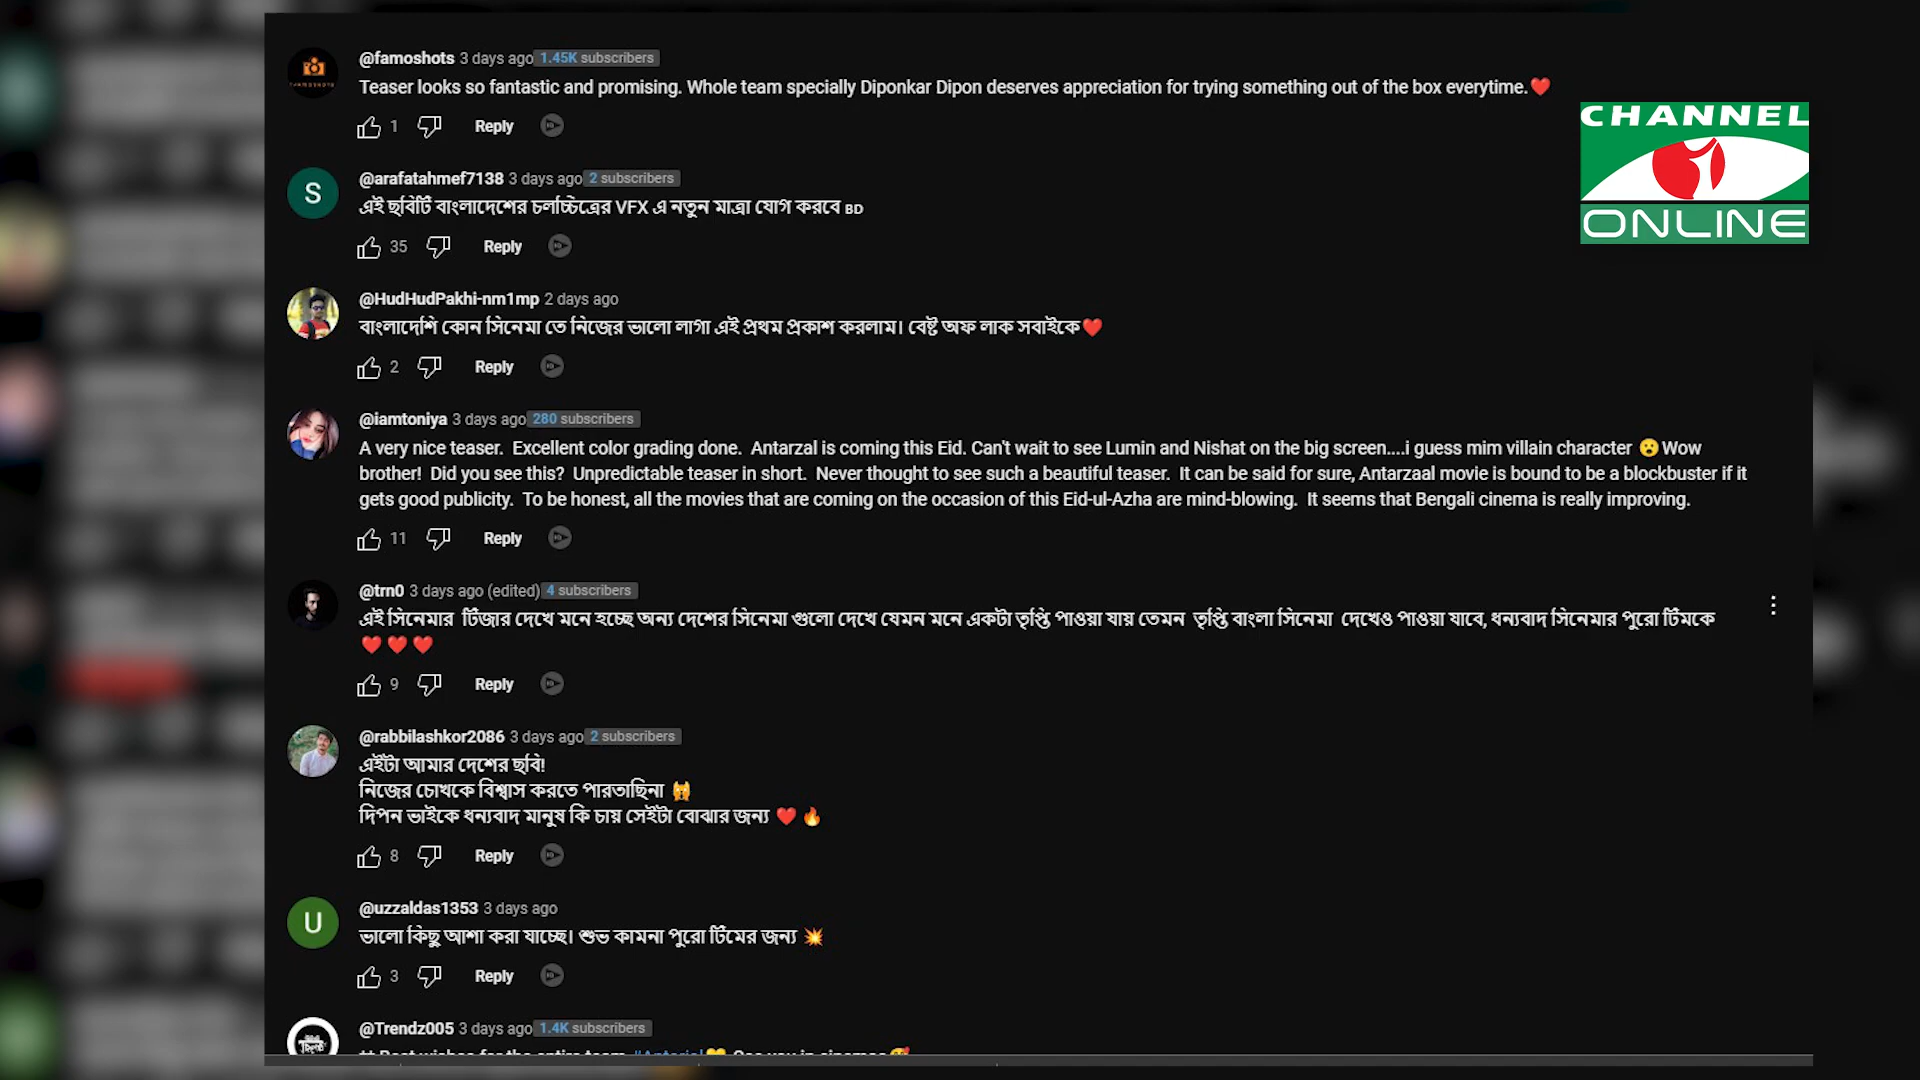 @famoshots 3 days ago 1.45K subscribers
Teaser looks so fantastic and promising. Whole team specially Diponkar Dipon deserves appreciation for trying something out of the box everytime.❤️
1 Reply
CHANNEL
i
ONLINE
S
@arafatahmef7138 3 days ago 2 subscribers
এই ছবিটি বাংলাদেশের চলচ্চিত্রের VFX এ নতুন মাত্রা যোগ করবে BD
35 Reply
@HudHudPakhi-nm1mp 2 days ago
বাংলাদেশি কোন সিনেমা তে নিজের ভালো লাগা এই প্রথম প্রকাশ করলাম। বেষ্ট অফ লাক সবাইকে❤️
2 Reply
@iamtoniya 3 days ago 280 subscribers
A very nice teaser. Excellent color grading done. Antarzal is coming this Eid. Can't wait to see Lumin and Nishat on the big screen....i guess mim villain character 😮 Wow
brother! Did you see this? Unpredictable teaser in short. Never thought to see such a beautiful teaser. It can be said for sure, Antarzaal movie is bound to be a blockbuster if it
gets good publicity. To be honest, all the movies that are coming on the occasion of this Eid-ul-Azha are mind-blowing. It seems that Bengali cinema is really improving.
11 Reply
@trn0 3 days ago (edited) 4 subscribers
এই সিনেমার টিজার দেখে মনে হচ্ছে অন্য দেশের সিনেমা গুলো দেখে যেমন মনে একটা তৃপ্তি পাওয়া যায় তেমন তৃপ্তি বাংলা সিনেমা দেখেও পাওয়া যাবে, ধন্যবাদ সিনেমার পুরো টিমকে
❤️ ❤️ ❤️
9 Reply
@rabbilashkor2086 3 days ago 2 subscribers
এইটা আমার দেশের ছবি!
নিজের চোখকে বিশ্বাস করতে পারতাছিনা 🙀
দিপন ভাইকে ধন্যবাদ মানুষ কি চায় সেইটা বোঝার জন্য ❤️ 🔥
8 Reply
U
@uzzaldas1353 3 days ago
ভালো কিছু আশা করা যাচ্ছে। শুভ কামনা পুরো টিমের জন্য 💥
3 Reply
@Trendz005 3 days ago 1.4K subscribers
Best wishes for the entire team #Antarjal💛 See you in cinemas🥰